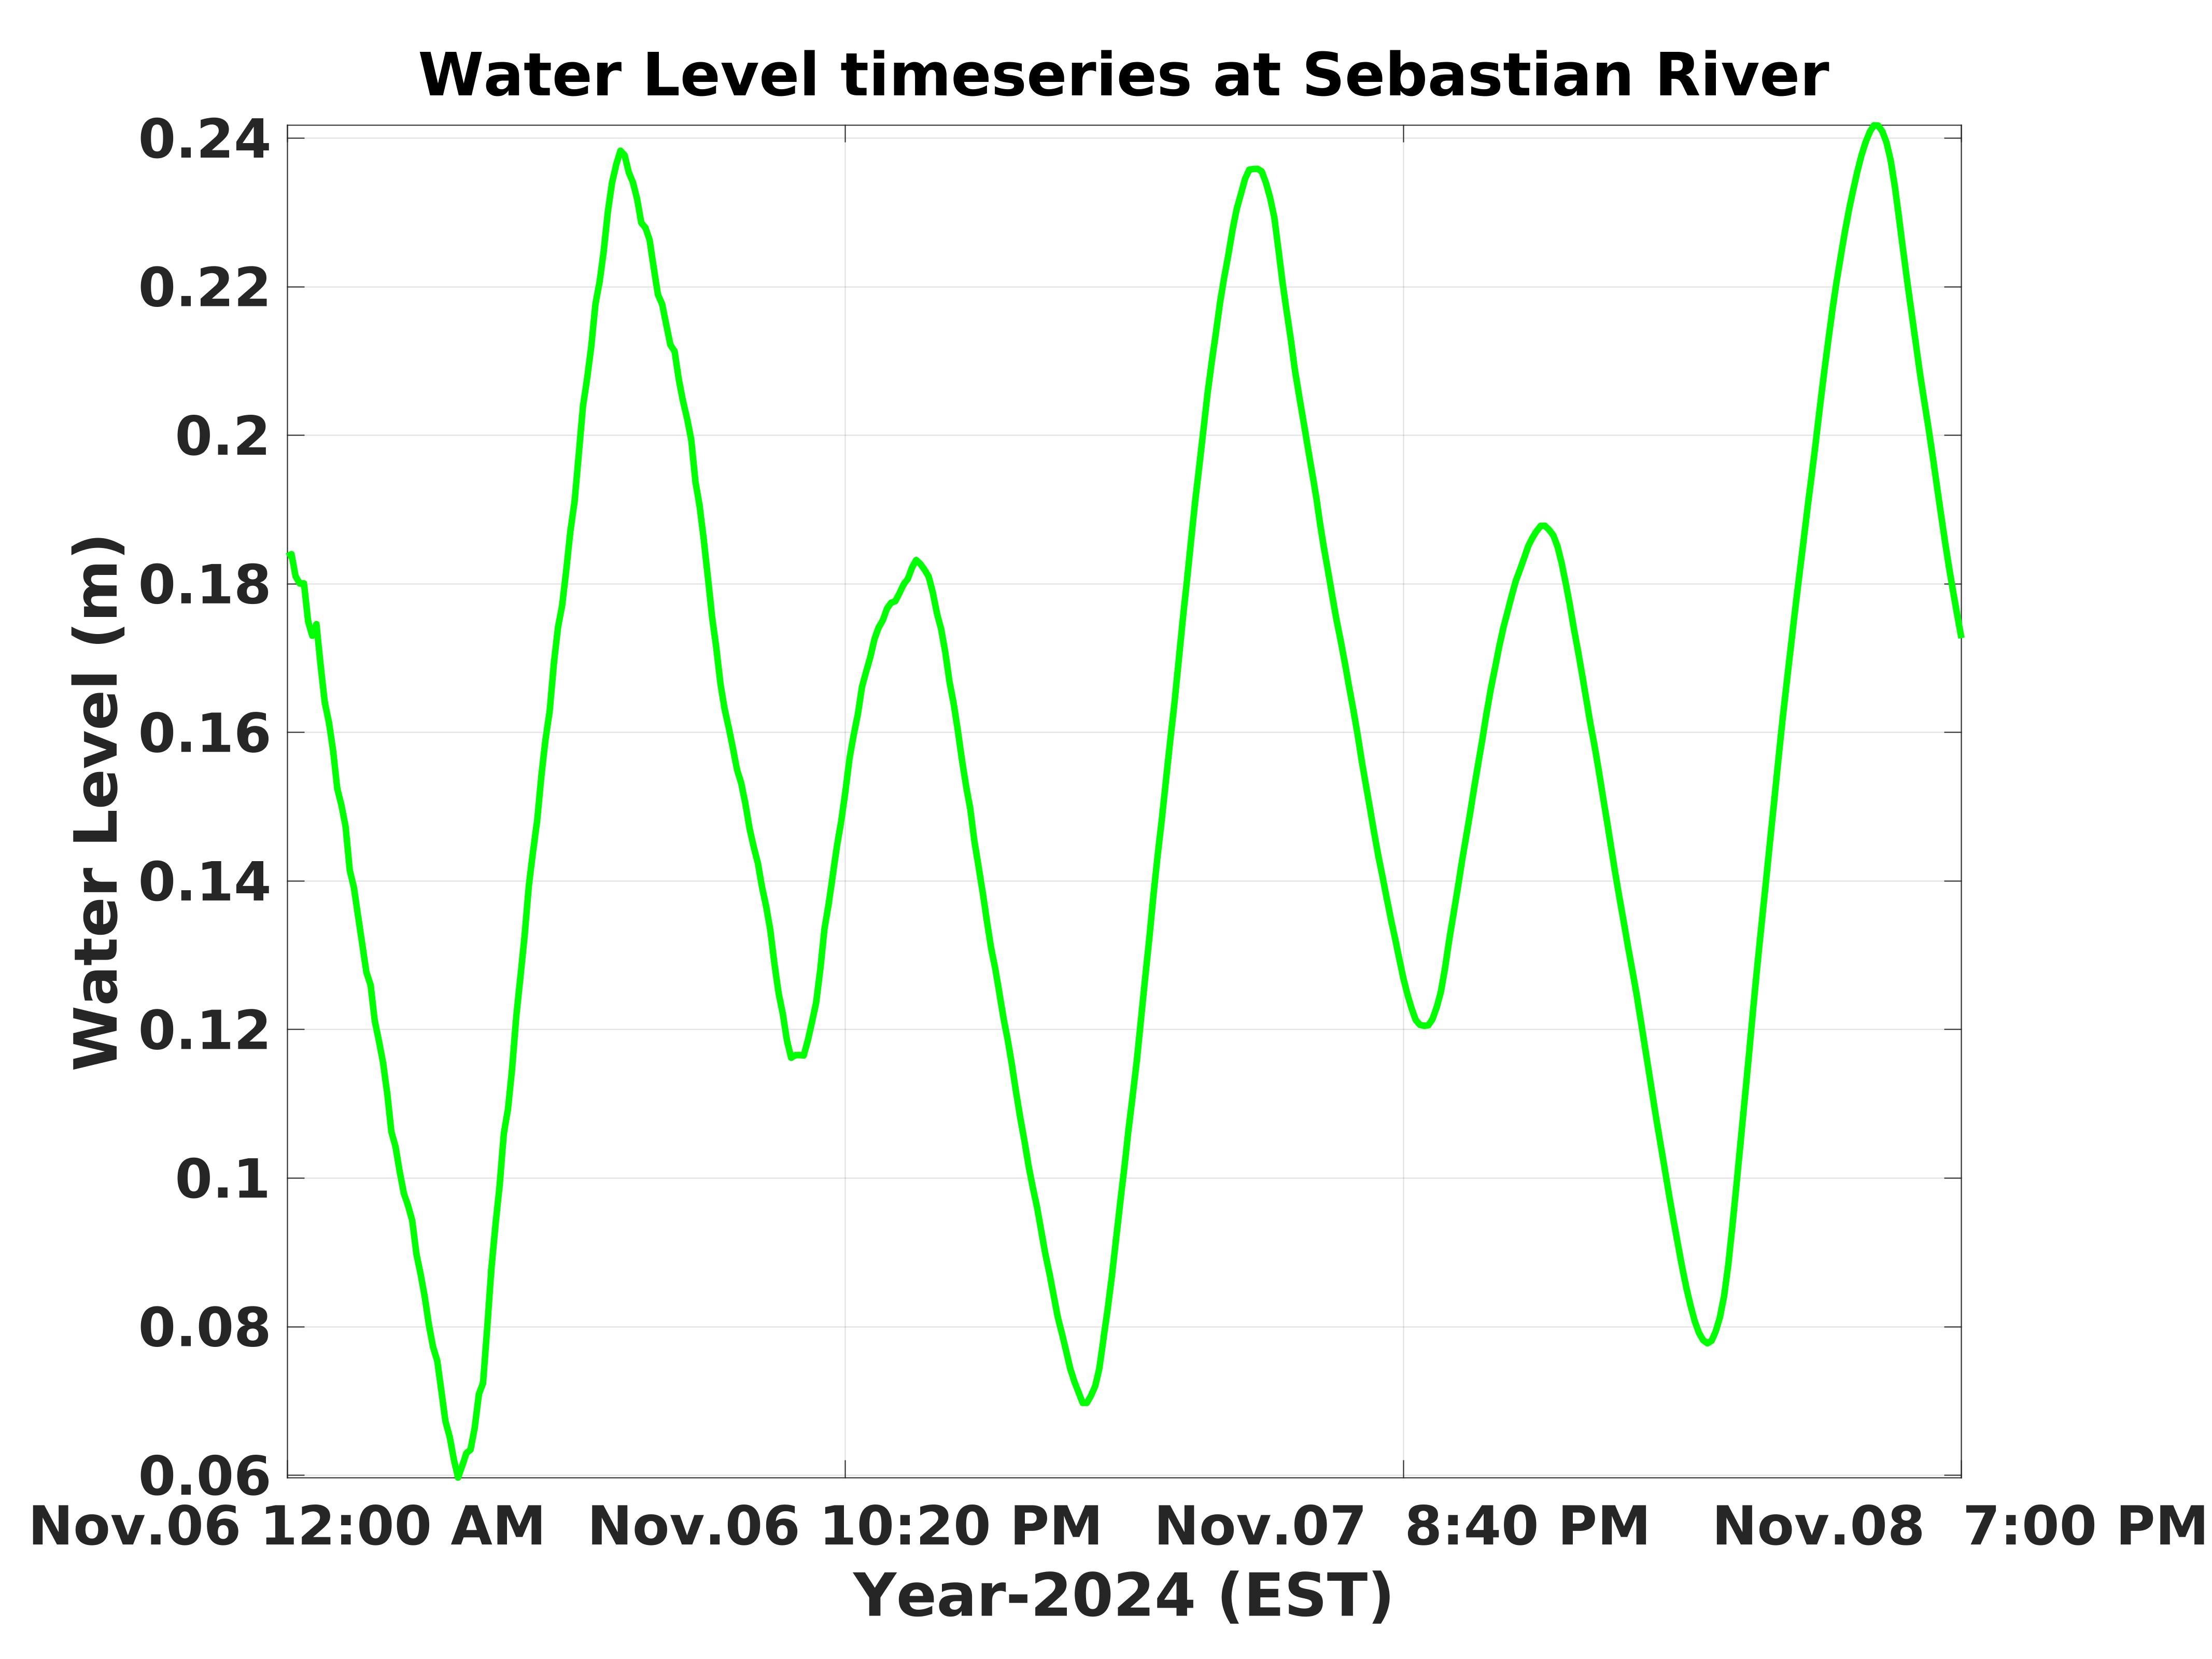 Water Level timeseries at Sebastian River
0.24
0.22
0.2
0.18
0.16
0.14
0.12
0.1
0.08
0.06
Water Level (m)
Nov.06 12:00 AM Nov.06 10:20 PM Nov.07 8:40 PM Nov.08 7:00 PM
Year-2024 (EST)